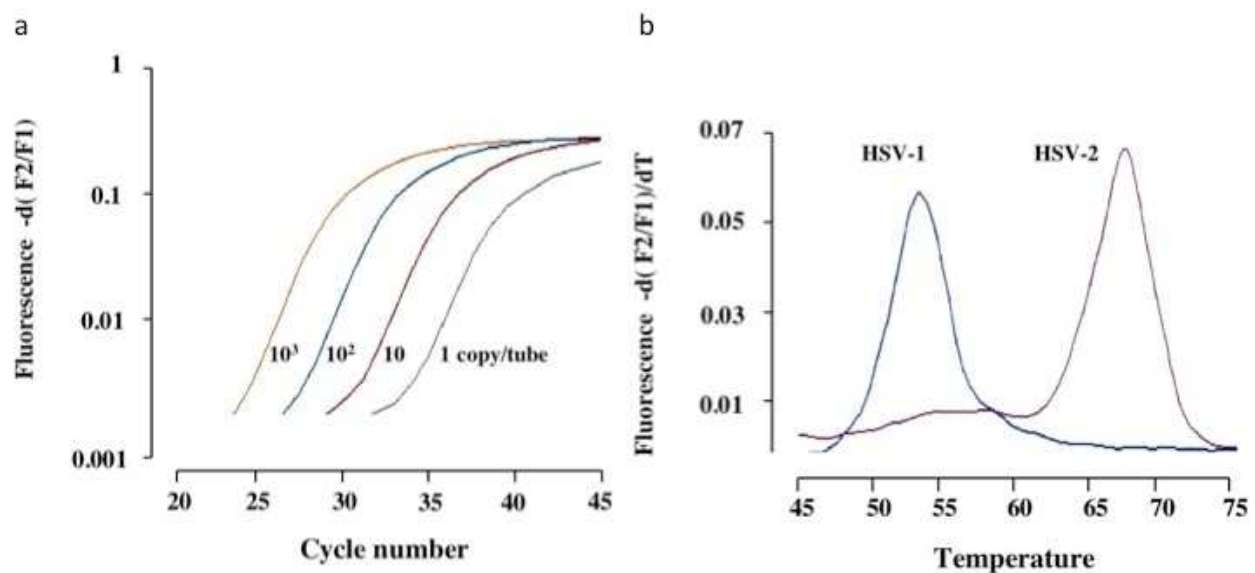 a
Fluorescence -d( F2/F1)
1
0.1
0.01
0.001
10³
10²
10
1 copy/tube
20 25 30 35 40 45
Cycle number
b
Fluorescence -d( F2/F1)/dT
0.07
0.05
0.03
0.01
HSV-1
HSV-2
45 50 55 60 65 70 75
Temperature